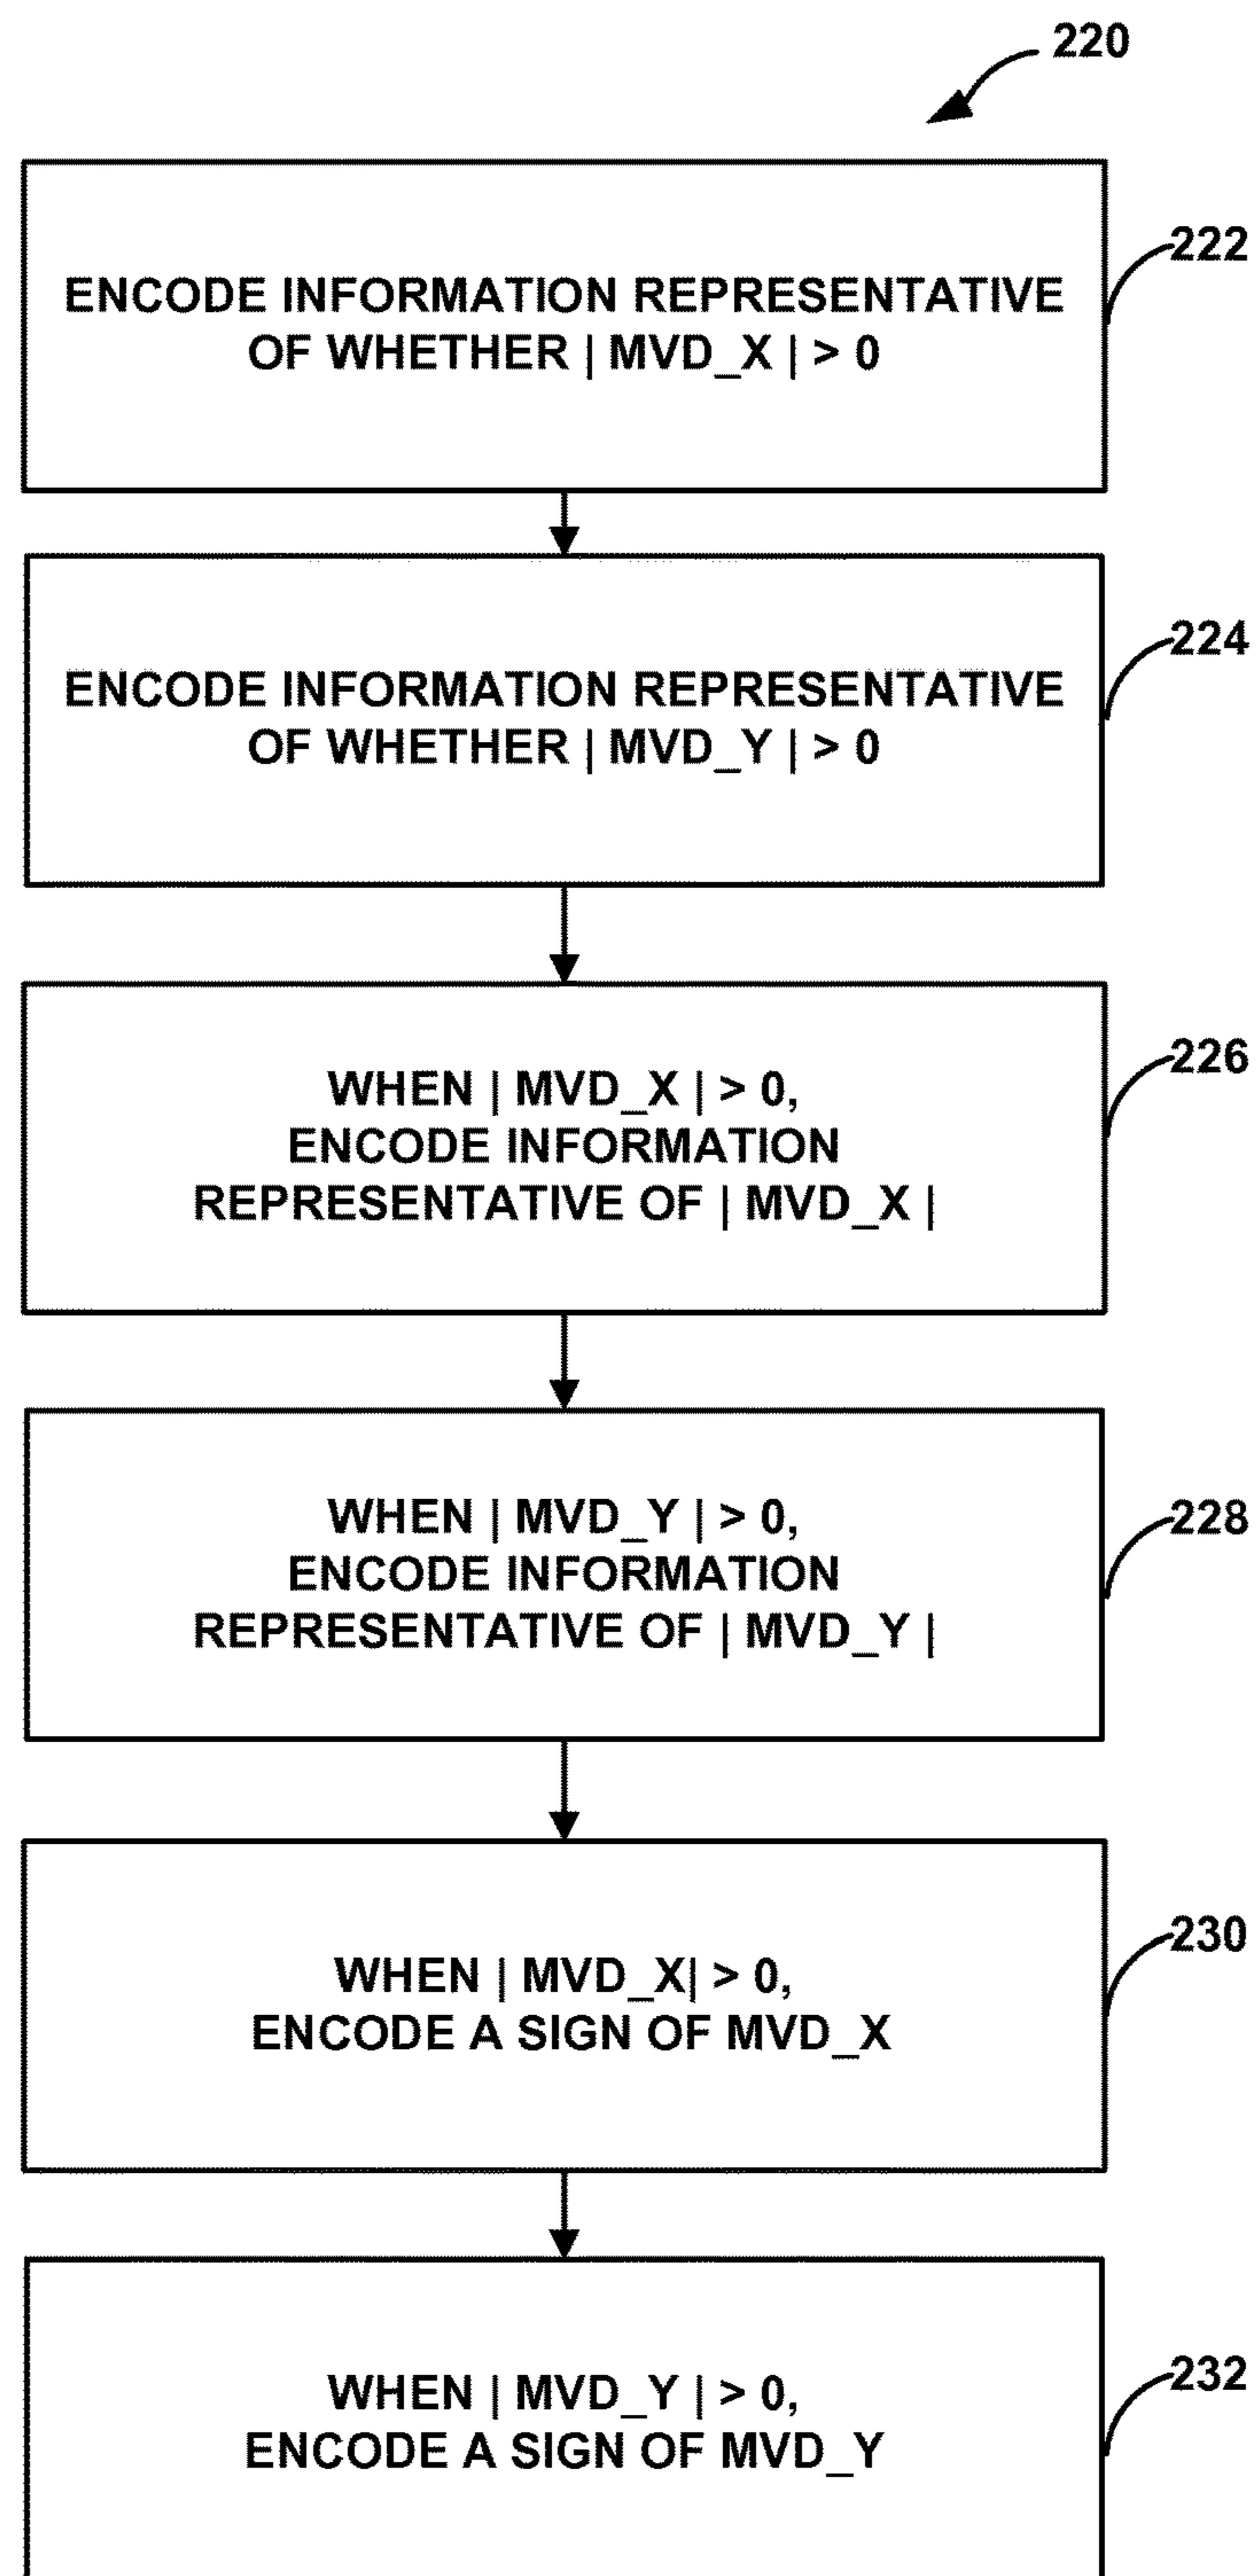 220
ENCODE INFORMATION REPRESENTATIVE
OF WHETHER | MVD_X | > 0
222
ENCODE INFORMATION REPRESENTATIVE
OF WHETHER | MVD_Y | > 0
224
WHEN | MVD_X | > 0,
ENCODE INFORMATION
REPRESENTATIVE OF | MVD_X |
226
WHEN | MVD_Y | > 0,
ENCODE INFORMATION
REPRESENTATIVE OF | MVD_Y |
228
WHEN | MVD_X| > 0,
ENCODE A SIGN OF MVD_X
230
WHEN | MVD_Y | > 0,
ENCODE A SIGN OF MVD_Y
232